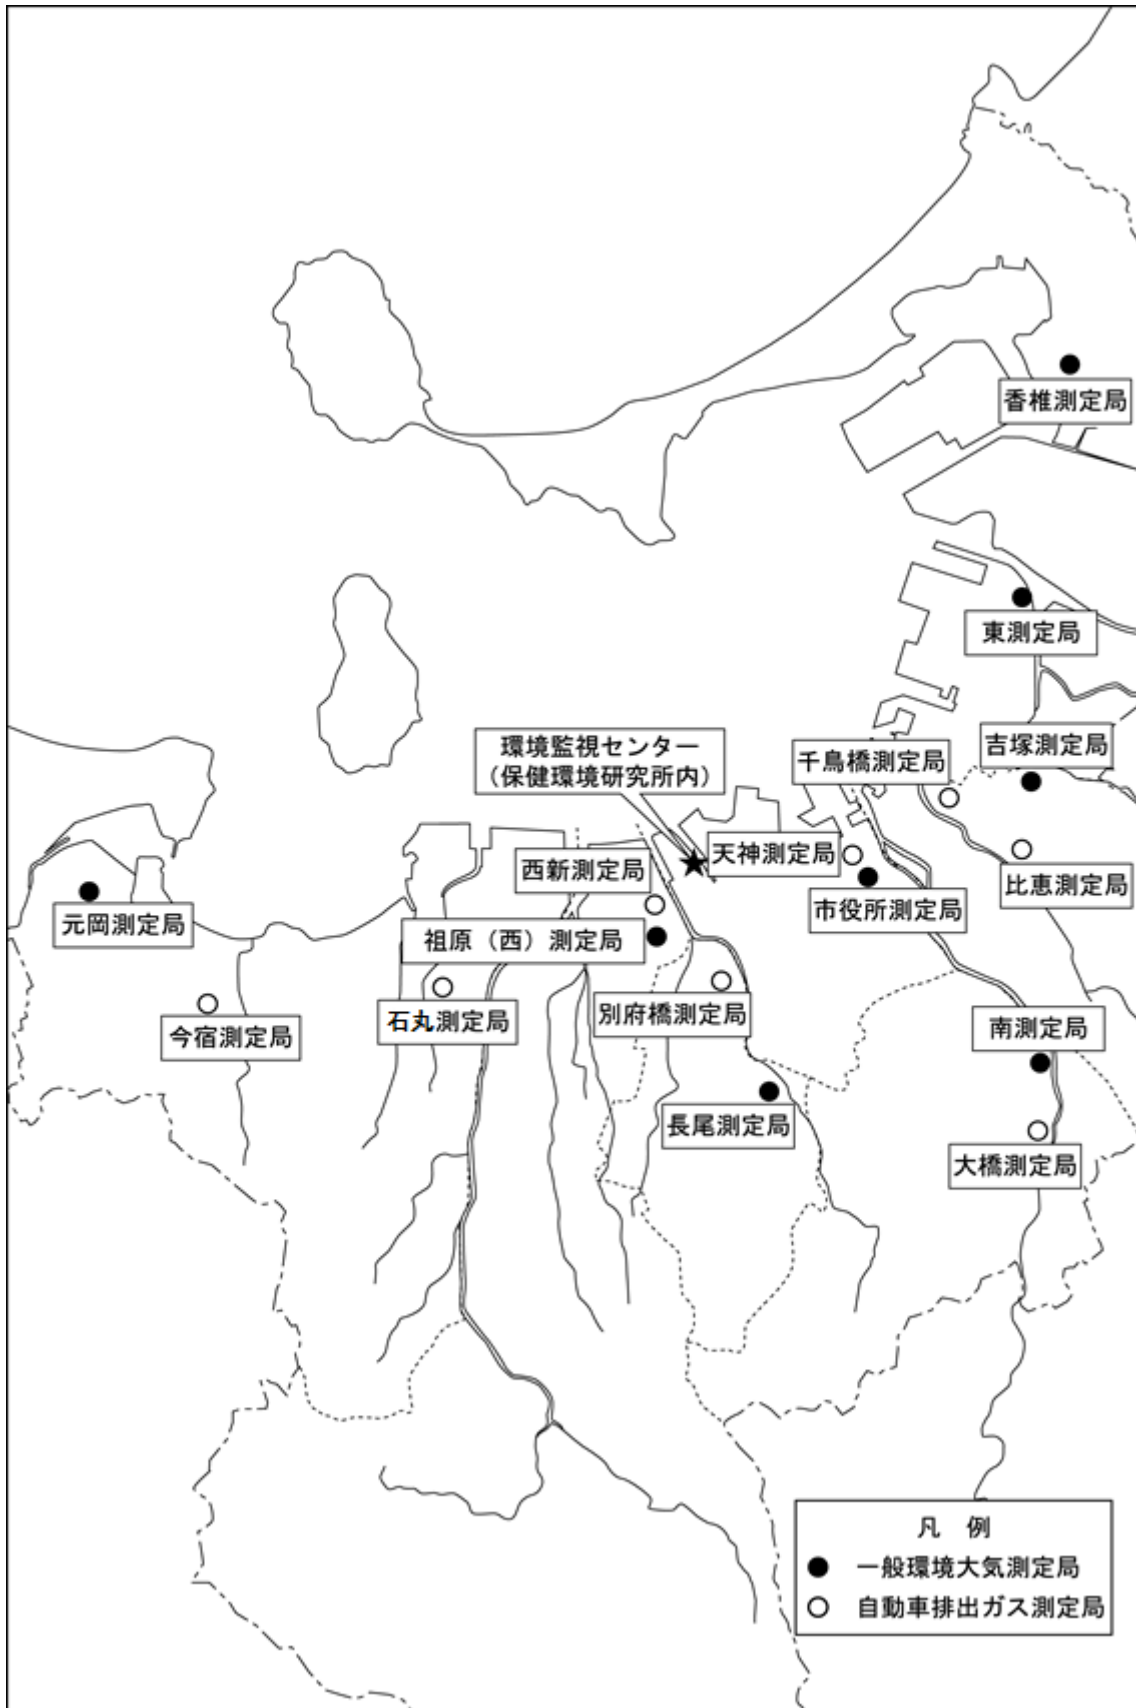 香椎測定局
東測定局
吉塚測定局
環境監視センター
（保健環境研究所内）
千鳥橋測定局
天神測定局
西新測定局
比恵測定局
市役所測定局
元岡測定局
祖原（西）測定局
今宿測定局
石丸測定局
別府橋測定局
南測定局
長尾測定局
大橋測定局
凡 例
一般環境大気測定局
自動車排出ガス測定局